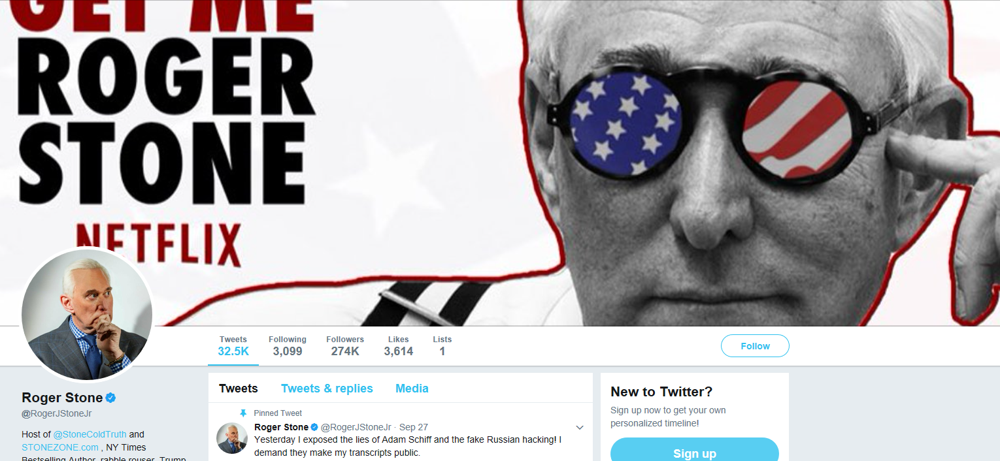 GET ME
ROGER
STONE
NETFLIX
Tweets Following Followers Likes Lists
32.5K 3,099 274K 3,614 1
Follow
Roger Stone
@RogerJStoneJr
Host of @StoneColdTruth and
STONEZONE.com , NY Times
Bestselling Author, rabble rouser, Trump
Tweets Tweets & replies Media
Pinned Tweet
Roger Stone @RogerJStoneJr · Sep 27
Yesterday I exposed the lies of Adam Schiff and the fake Russian hacking! I
demand they make my transcripts public.
New to Twitter?
Sign up now to get your own
personalized timeline!
Sign up